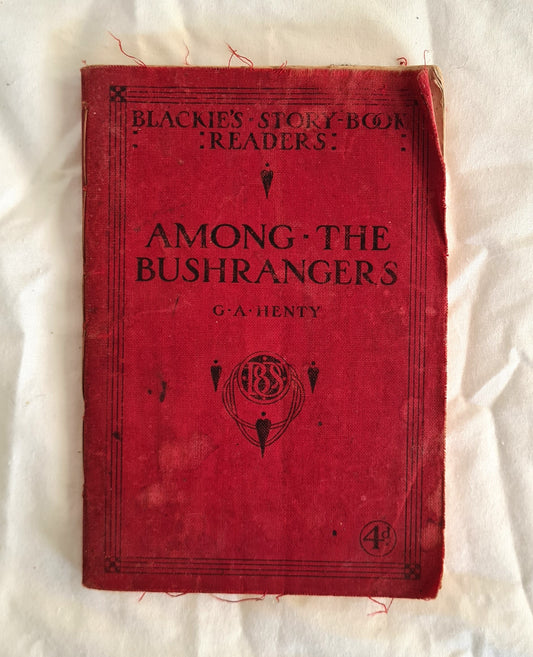 BLACKIE'S · STORY-BOOK
: READERS :
AMONG · THE
BUSHRANGERS
G · A · HENTY
B&S
4d